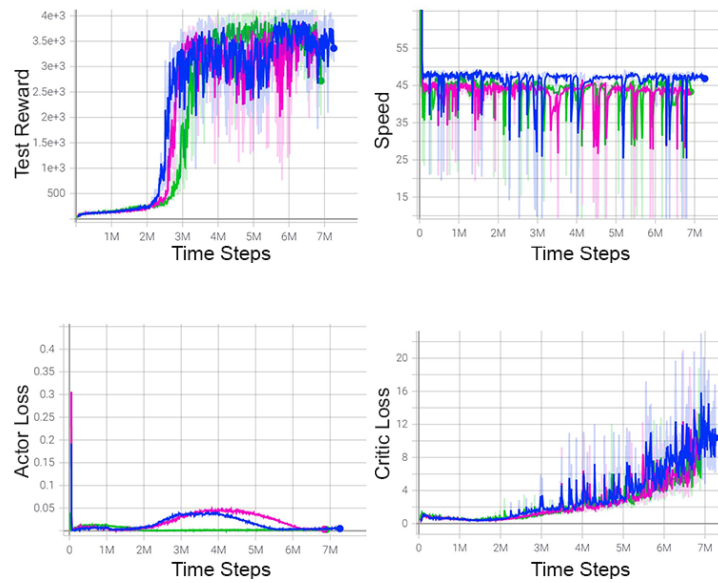 Test Reward
4e+3
3.5e+3
3e+3
2.5e+3
2e+3
1.5e+3
1e+3
500
0 1M 2M 3M 4M 5M 6M 7M
Time Steps
Speed
55
45
35
25
15
0 1M 2M 3M 4M 5M 6M 7M
Time Steps
Actor Loss
0.4
0.35
0.3
0.25
0.2
0.15
0.1
0.05
0 1M 2M 3M 4M 5M 6M 7M
Time Steps
Critic Loss
20
16
12
8
4
0
0 1M 2M 3M 4M 5M 6M 7M
Time Steps